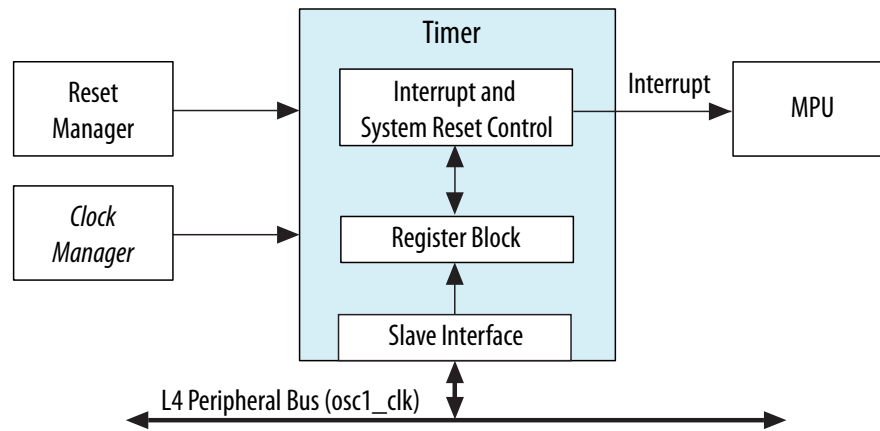 Timer
Reset
Manager
Interrupt and
System Reset Control
Interrupt
MPU
Clock
Manager
Register Block
Slave Interface
L4 Peripheral Bus (osc1_clk)